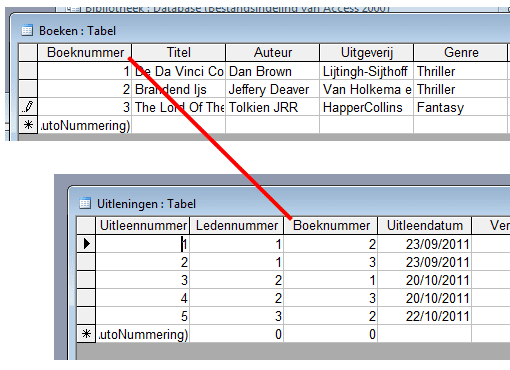 Bibliotheek : Database (Bestandsindeling van Access 2000)
Boeken : Tabel
Boeknummer Titel Auteur Uitgeverij Genre
1 De Da Vinci Co Dan Brown Lijtingh-Sijthoff Thriller
2 Brandend Ijs Jeffery Deaver Van Holkema e Thriller
3 The Lord Of The Tolkien JRR HapperCollins Fantasy
utoNummering)
Uitleningen : Tabel
Uitleennummer Ledennummer Boeknummer Uitleendatum Ver
1 1 2 23/09/2011
2 1 3 23/09/2011
3 2 1 20/10/2011
4 2 3 20/10/2011
5 3 2 22/10/2011
utoNummering) 0 0